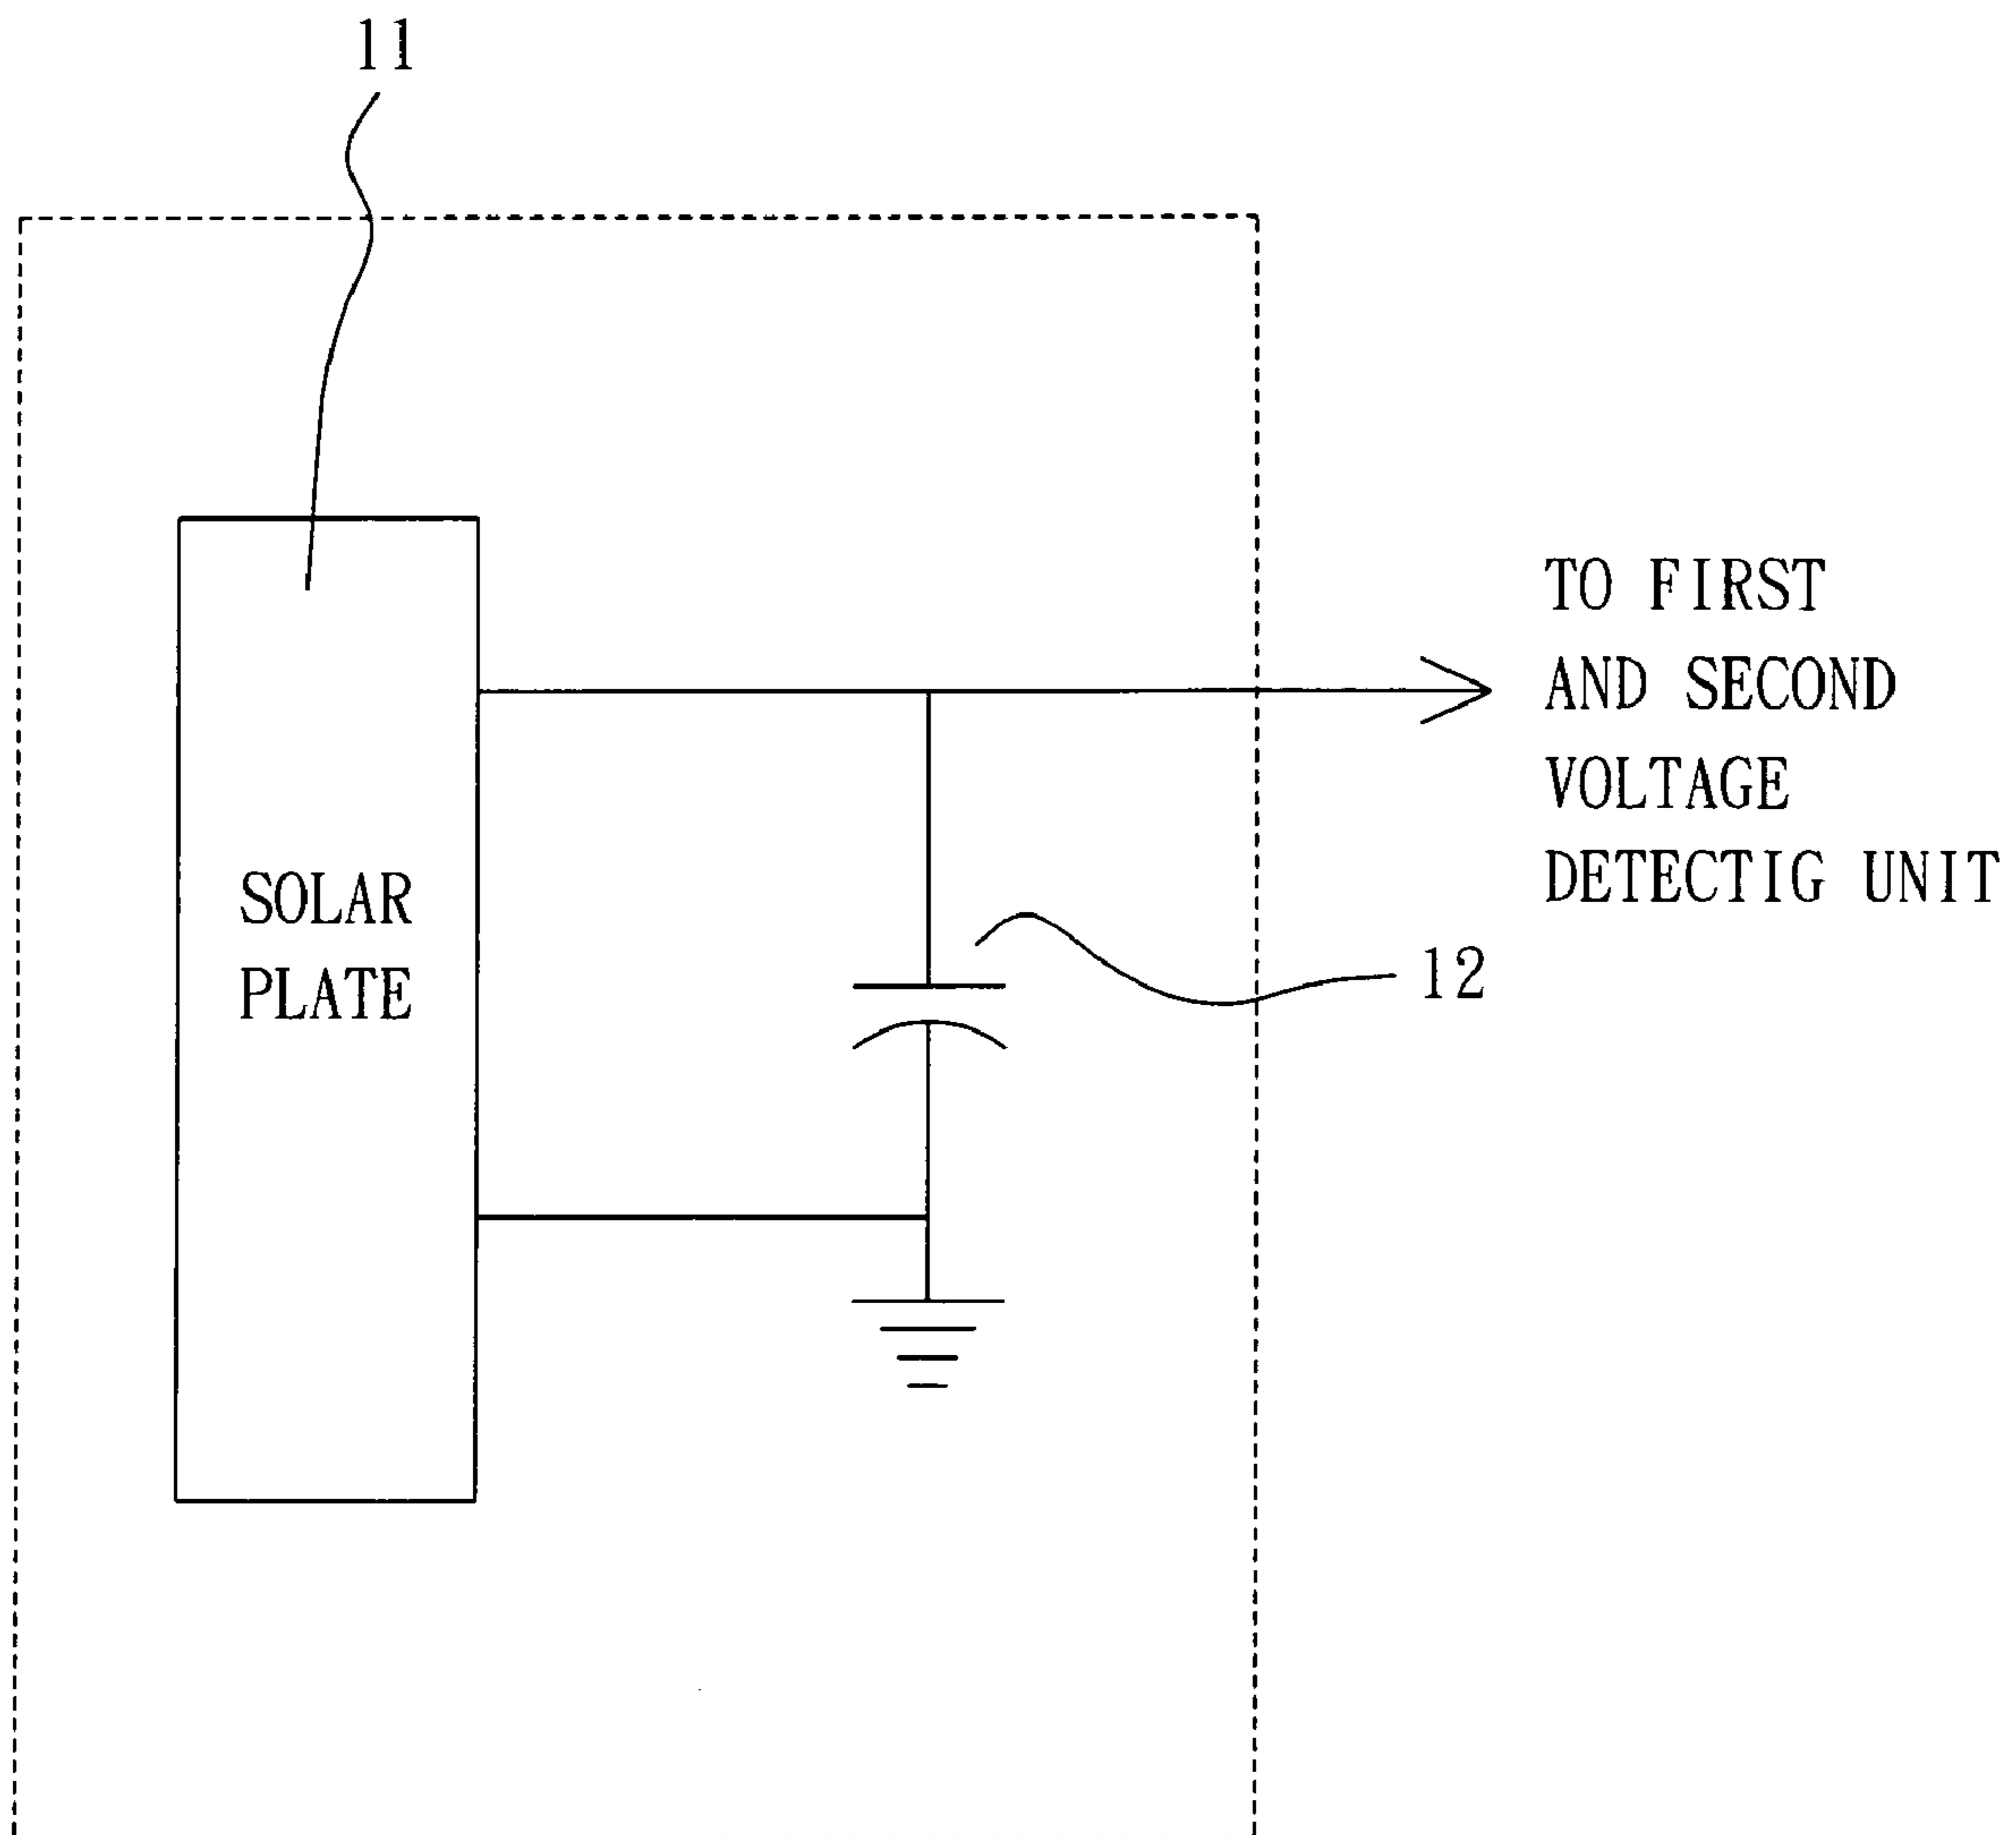 11
TO FIRST
AND SECOND
VOLTAGE
DETECTIG UNIT
SOLAR
PLATE
12